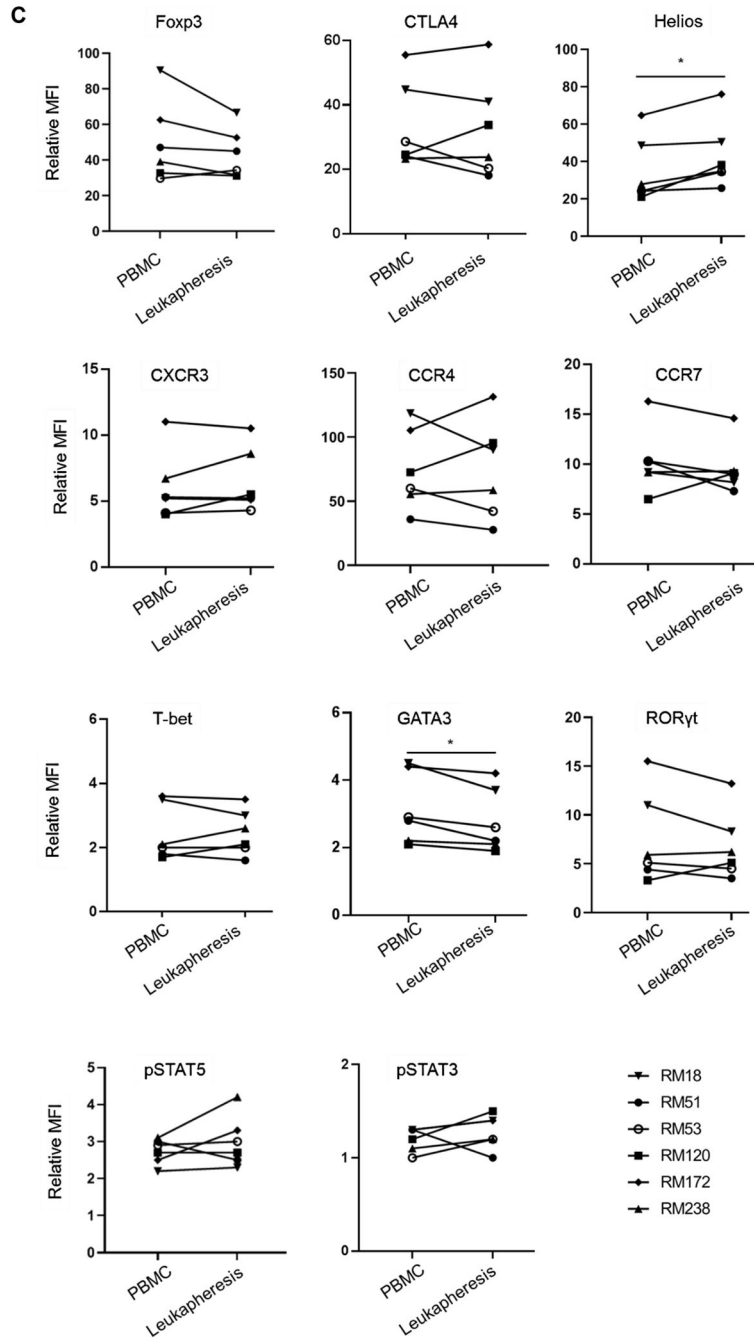 C
Foxp3
CTLA4
Helios
Relative MFI
100
80
60
40
20
0
60
40
20
0
100
80
60
40
20
0
*
PBMC
Leukapheresis
PBMC
Leukapheresis
PBMC
Leukapheresis
CXCR3
CCR4
CCR7
Relative MFI
15
10
5
0
150
100
50
0
20
15
10
5
0
PBMC
Leukapheresis
PBMC
Leukapheresis
PBMC
Leukapheresis
T-bet
GATA3
RORγt
Relative MFI
6
4
2
0
6
4
2
0
*
20
15
10
5
0
PBMC
Leukapheresis
PBMC
Leukapheresis
PBMC
Leukapheresis
pSTAT5
pSTAT3
Relative MFI
5
4
3
2
1
0
2
1
0
PBMC
Leukapheresis
PBMC
Leukapheresis
RM18
RM51
RM53
RM120
RM172
RM238